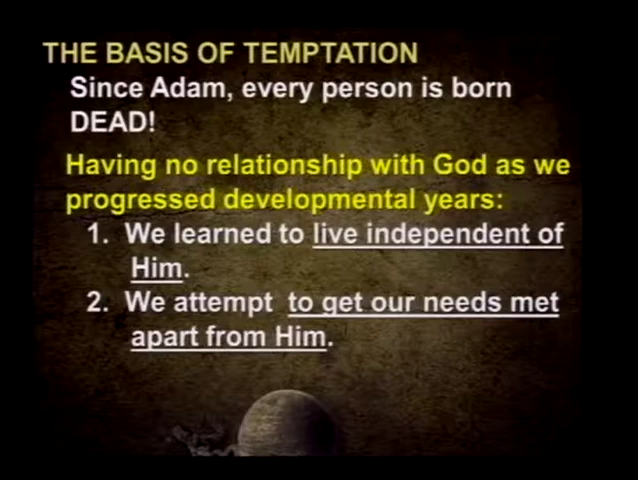 THE BASIS OF TEMPTATION
Since Adam, every person is born
DEAD!
Having no relationship with God as we
progressed developmental years:
1. We learned to live independent of
Him.
2. We attempt to get our needs met
apart from Him.